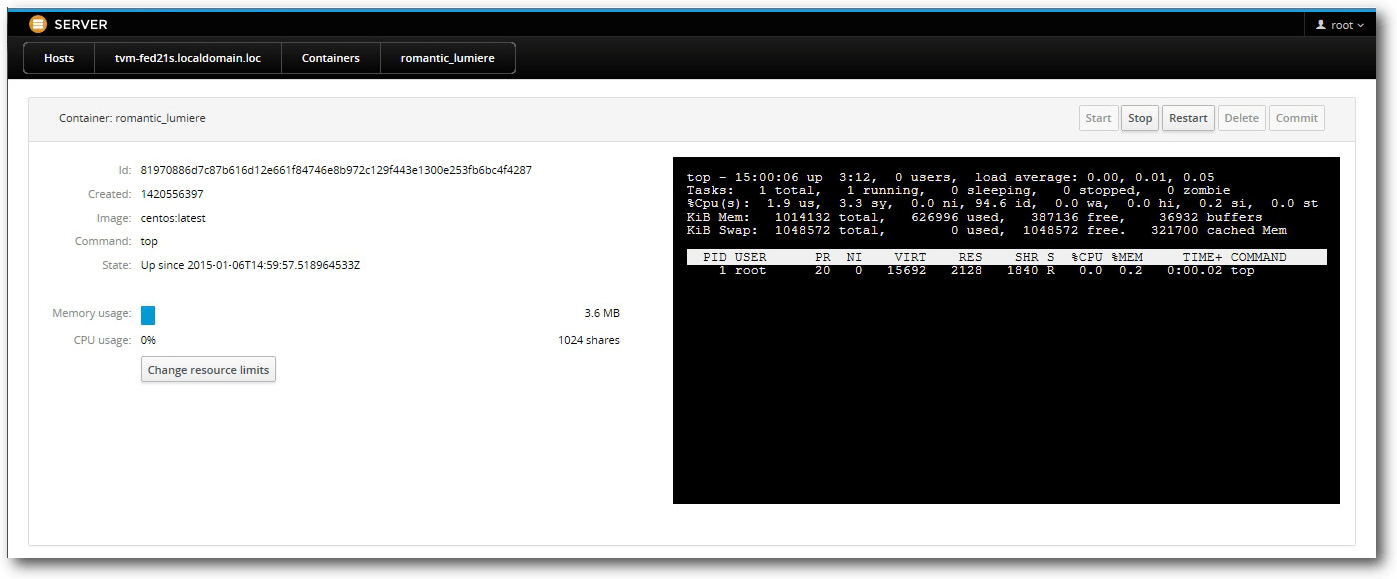 SERVER
root
Hosts
tvm-fed21s.localdomain.loc
Containers
romantic_lumiere
Container: romantic_lumiere
Start
Stop
Restart
Delete
Commit
Id: 81970886d7c87b616d12e661f84746e8b972c129f443e1300e253fb6bc4f4287
Created: 1420556397
Image: centos:latest
Command: top
State: Up since 2015-01-06T14:59:57.518964533Z
Memory usage: 3.6 MB
CPU usage: 0% 1024 shares
Change resource limits
top - 15:00:06 up  3:12,  0 users,  load average: 0.00, 0.01, 0.05
Tasks:   1 total,   1 running,   0 sleeping,   0 stopped,   0 zombie
%Cpu(s):  1.9 us,  3.3 sy,  0.0 ni, 94.6 id,  0.0 wa,  0.0 hi,  0.2 si,  0.0 st
KiB Mem:   1014132 total,   626996 used,   387136 free,    36932 buffers
KiB Swap:  1048572 total,        0 used,  1048572 free.   321700 cached Mem
PID USER      PR  NI    VIRT    RES    SHR S  %CPU %MEM     TIME+ COMMAND
1 root      20   0   15692   2128   1840 R   0.0  0.2   0:00.02 top